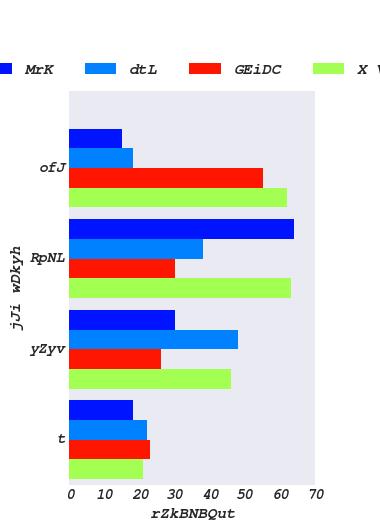 MrK dtL GEiDC X
ofJ
RpNL
yZyv
t
jJi wDkyh
0 10 20 30 40 50 60 70
rZkBNBQut